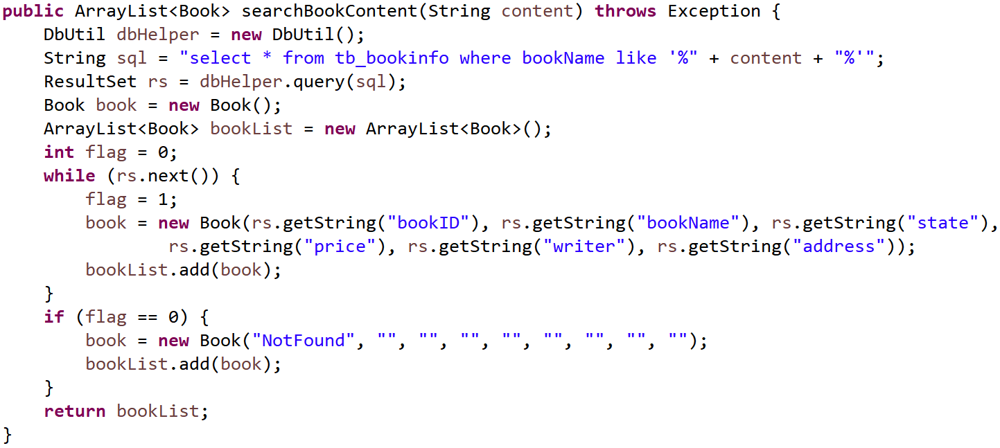 public ArrayList<Book> searchBookContent(String content) throws Exception {
    DbUtil dbHelper = new DbUtil();
    String sql = "select * from tb_bookinfo where bookName like '%" + content + "%'";
    ResultSet rs = dbHelper.query(sql);
    Book book = new Book();
    ArrayList<Book> bookList = new ArrayList<Book>();
    int flag = 0;
    while (rs.next()) {
        flag = 1;
        book = new Book(rs.getString("bookID"), rs.getString("bookName"), rs.getString("state"),
                rs.getString("price"), rs.getString("writer"), rs.getString("address"));
        bookList.add(book);
    }
    if (flag == 0) {
        book = new Book("NotFound", "", "", "", "", "", "", "", "");
        bookList.add(book);
    }
    return bookList;
}